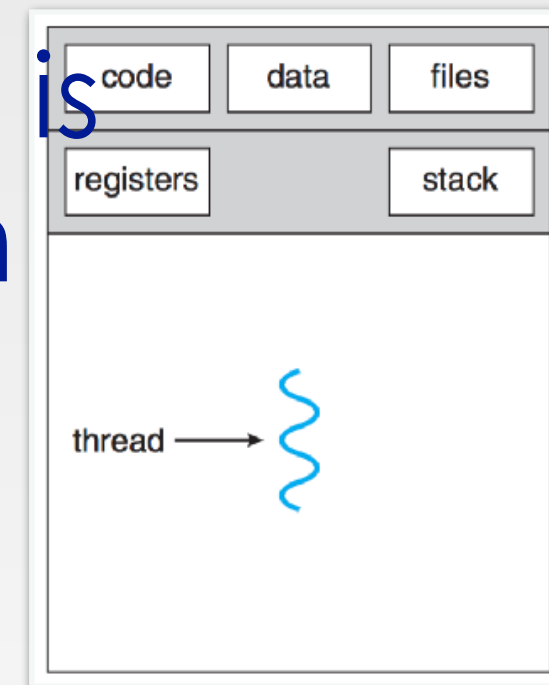 is
code data files
registers stack
n
thread